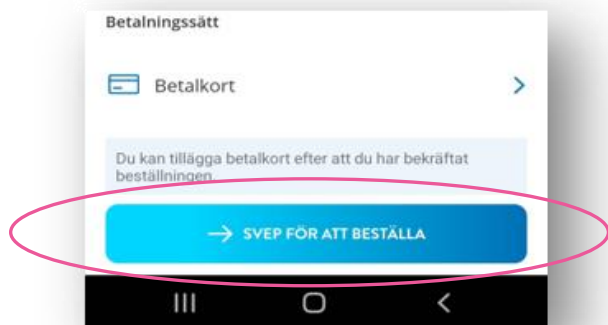 Betalningssätt
Betalkort
Du kan tillägga betalkort efter att du har bekräftat
beställningen.
SVEP FÖR ATT BESTÄLLA